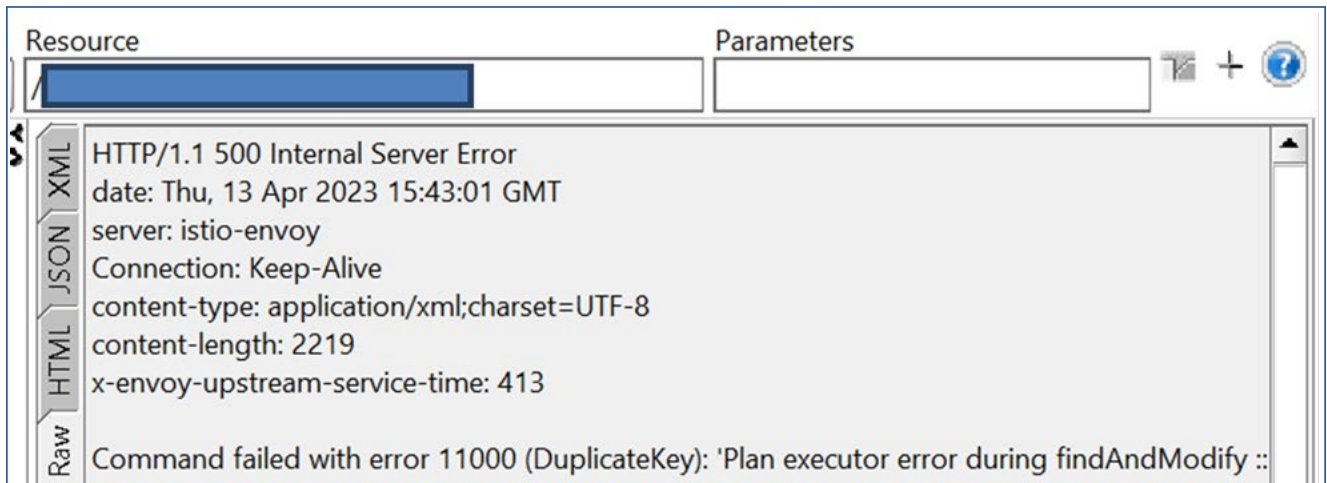 Resource
Parameters
/
HTTP/1.1 500 Internal Server Error
date: Thu, 13 Apr 2023 15:43:01 GMT
server: istio-envoy
Connection: Keep-Alive
content-type: application/xml;charset=UTF-8
content-length: 2219
x-envoy-upstream-service-time: 413
Command failed with error 11000 (DuplicateKey): 'Plan executor error during findAndModify ::
XML
JSON
HTML
Raw